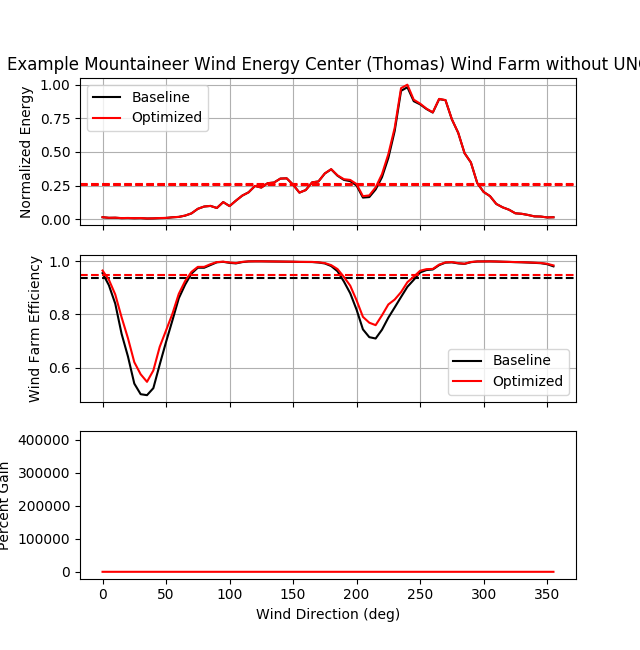 Example Mountaineer Wind Energy Center (Thomas) Wind Farm without
Normalized Energy
1.00
0.75
0.50
0.25
0.00
Baseline
Optimized
Wind Farm Efficiency
1.0
0.8
0.6
Baseline
Optimized
Percent Gain
400000
300000
200000
100000
0
0 50 100 150 200 250 300 350
Wind Direction (deg)